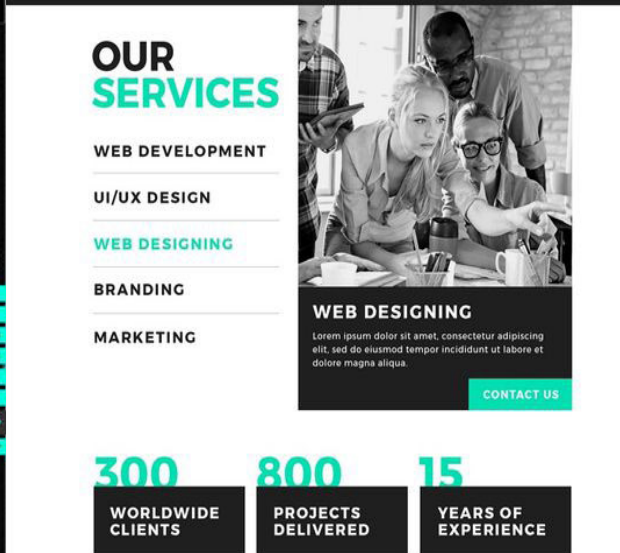 OUR
SERVICES
WEB DEVELOPMENT
UI/UX DESIGN
WEB DESIGNING
BRANDING
MARKETING
WEB DESIGNING
Lorem ipsum dolor sit amet, consectetur adipiscing
elit, sed do eiusmod tempor incididunt ut labore et
dolore magna aliqua.
CONTACT US
300
WORLDWIDE
CLIENTS
800
PROJECTS
DELIVERED
15
YEARS OF
EXPERIENCE